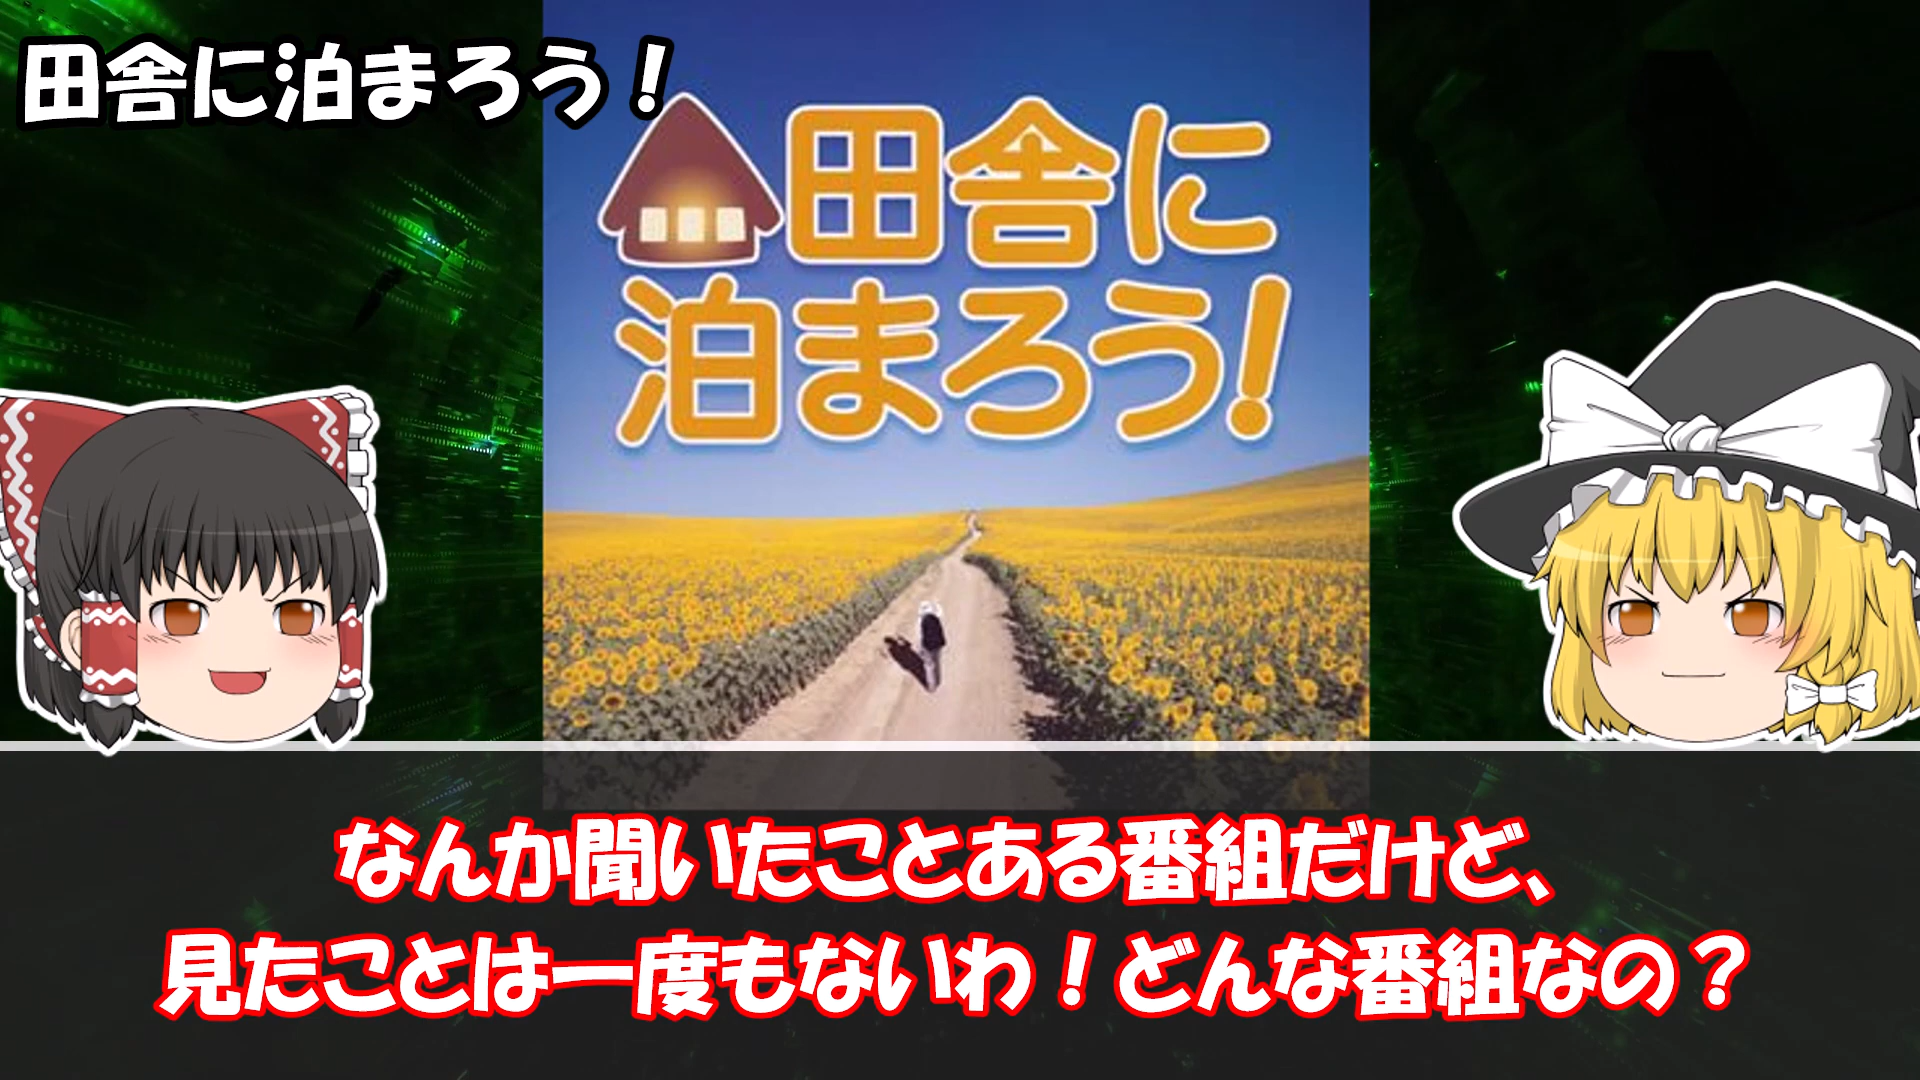 田舎に泊まろう！
田舎に
泊まろう!
なんか聞いたことある番組だけど、
見たことは一度もないわ！どんな番組なの？